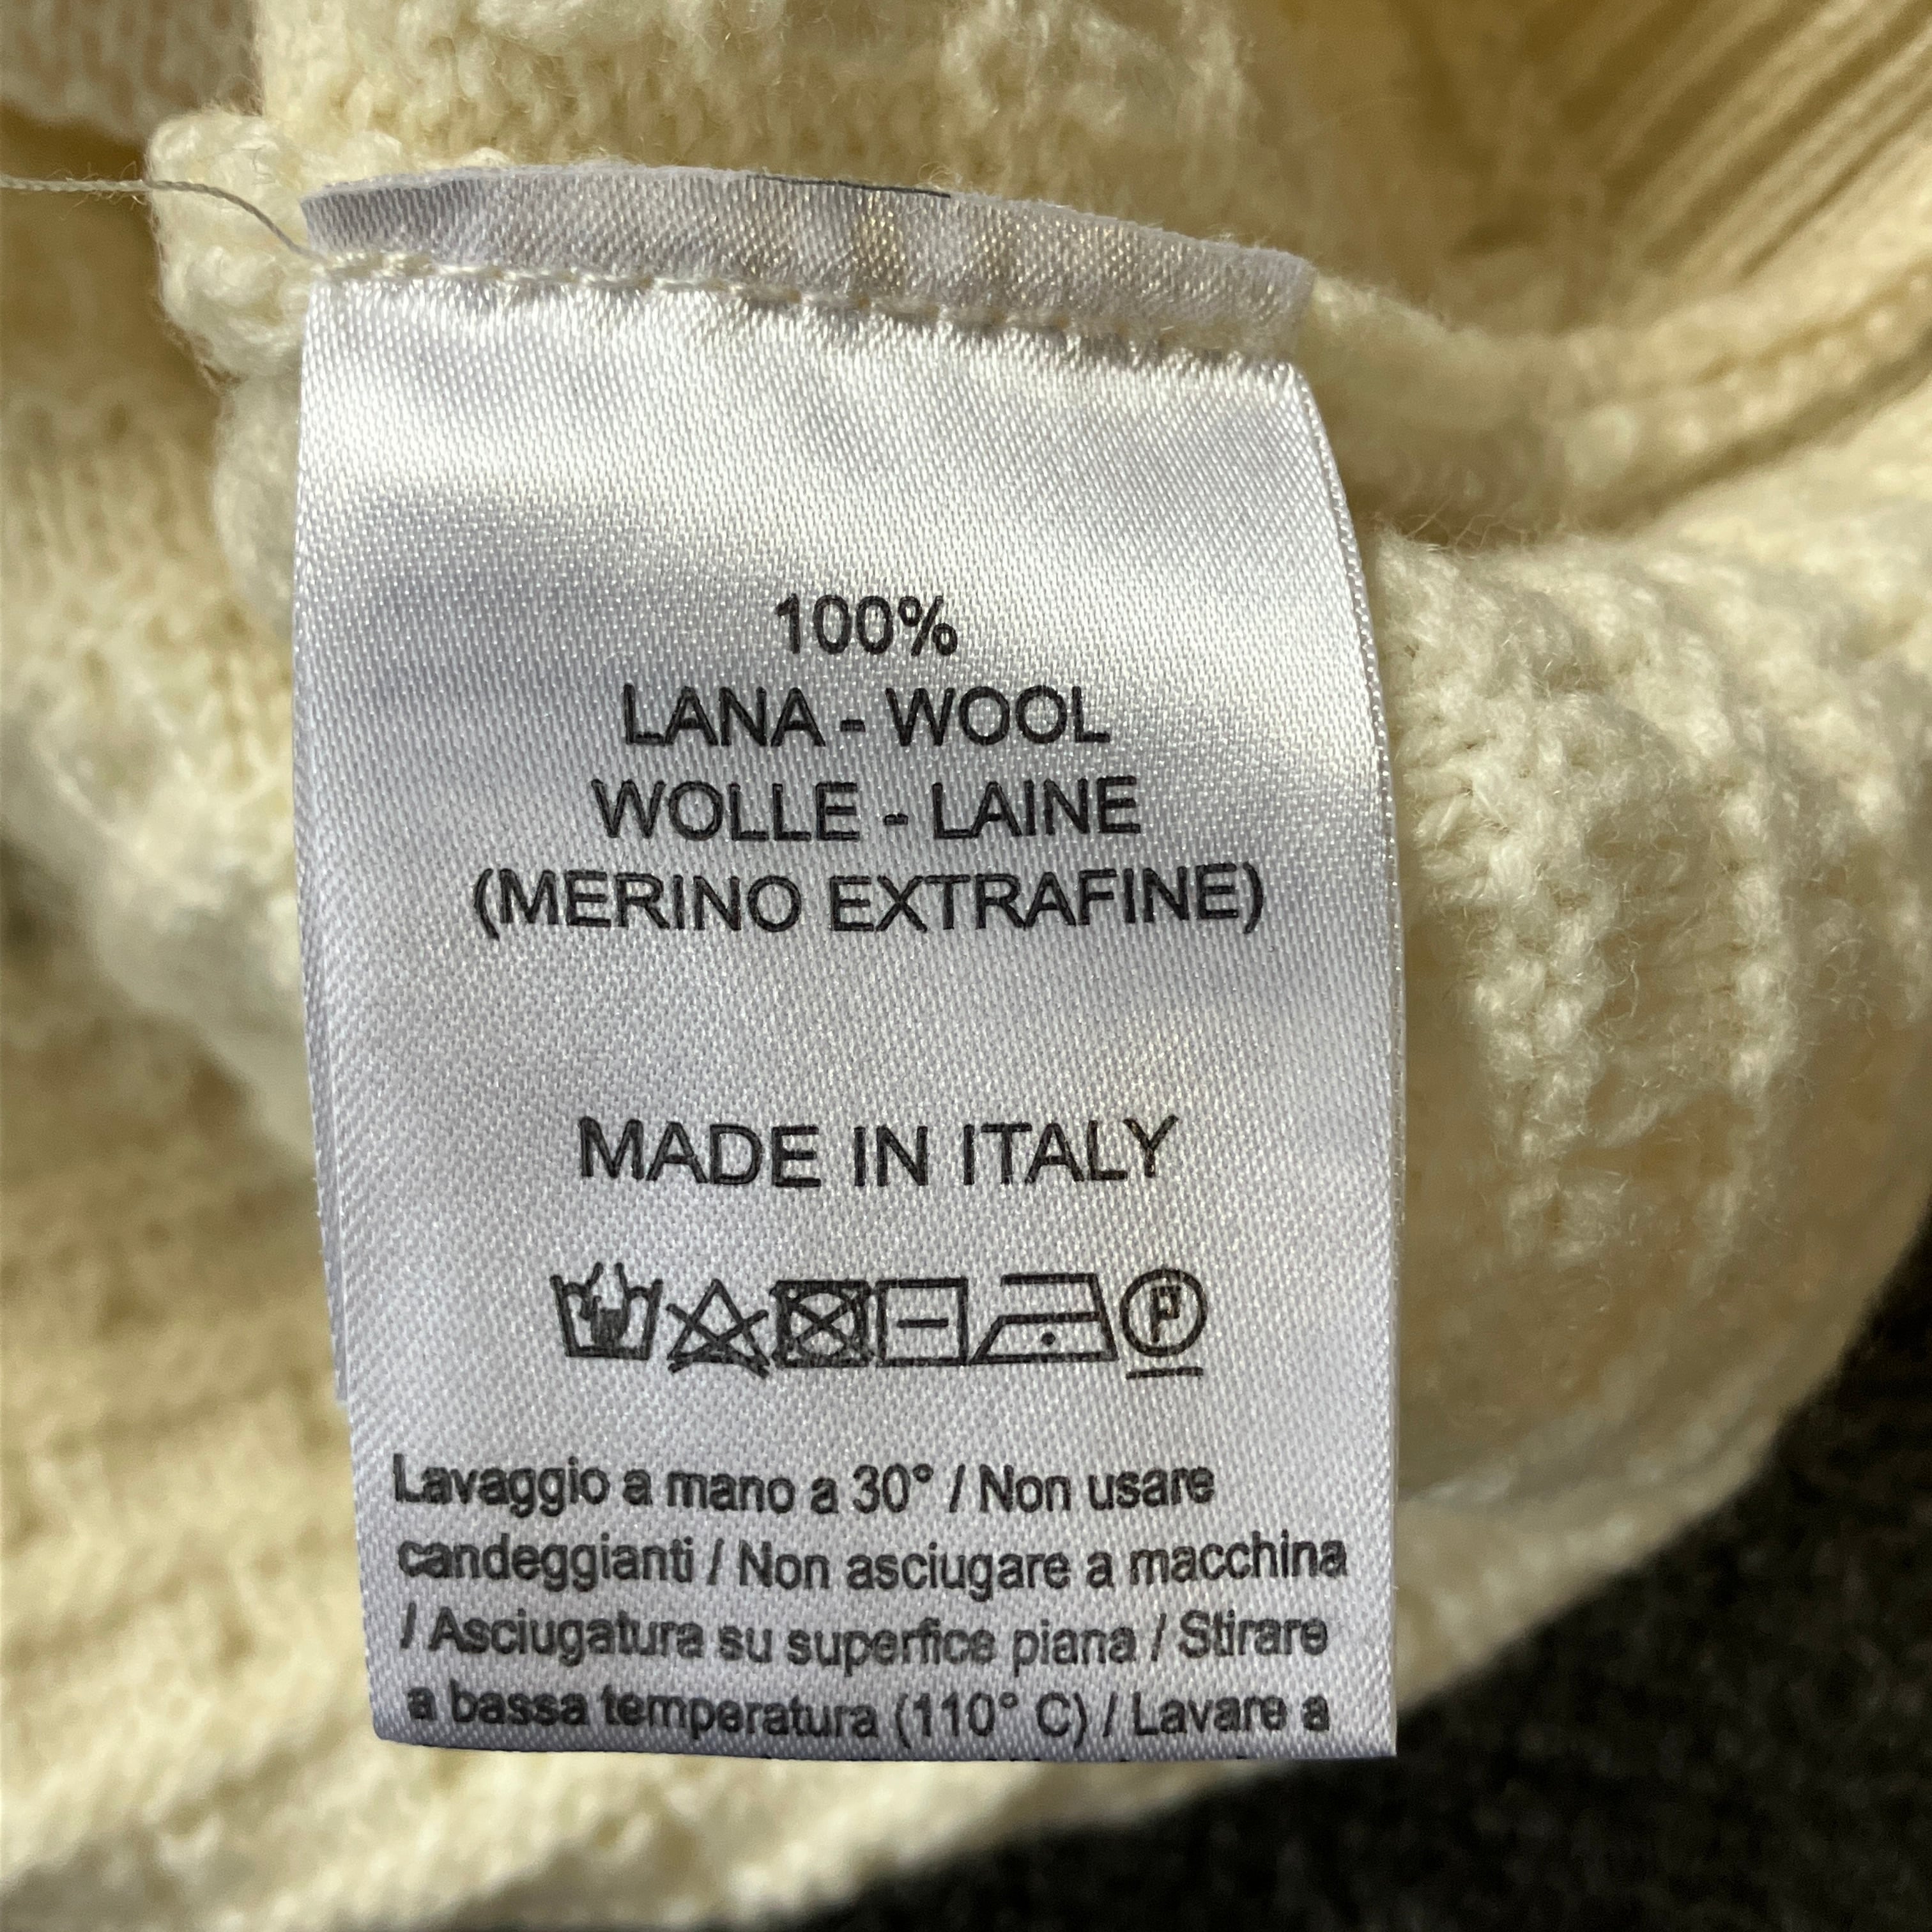 100%
LANA - WOOL
WOLLE - LAINE
(MERINO EXTRAFINE)
MADE IN ITALY
P
Lavaggio a mano a 30° / Non usare
candeggianti / Non asciugare a macchina
/ Asciugatura su superfice piana / Stirare
a bassa temperatura (110° C) / Lavare a